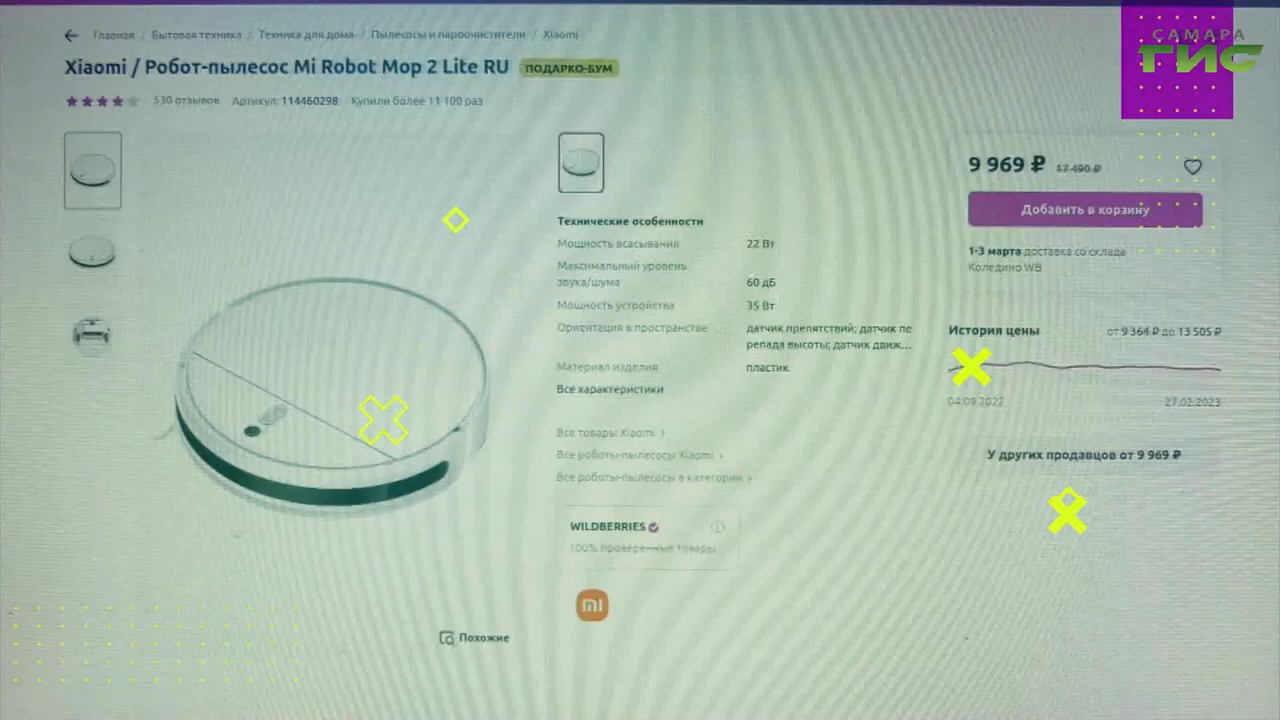 САМАРА
ГИС
Главная / Бытовая техника / Техника для дома / Пылесосы и пароочистители / Xiaomi
Xiaomi / Робот-пылесос Mi Robot Mop 2 Lite RU ПОДАРКО-БУМ
530 отзывов Артикул: 114460298 Купили более 11 100 раз
Технические особенности
Мощность всасывания 22 Вт
Максимальный уровень
звука/шума 60 дБ
Мощность устройства 35 Вт
Ориентация в пространстве датчик препятствий; датчик пе
репада высоты; датчик движ...
Материал изделия пластик
Все характеристики
Все товары Xiaomi
Все роботы-пылесосы Xiaomi
Все роботы-пылесосы в категории
WILDBERRIES
100% проверенные товары
mi
Похожие
9 969 ₽ 17 490 ₽
Добавить в корзину
1-3 марта доставка со склада
Коледино WB
История цены от 9 364 ₽ до 13 505 ₽
04.09.2022 27.02.2023
У других продавцов от 9 969 ₽